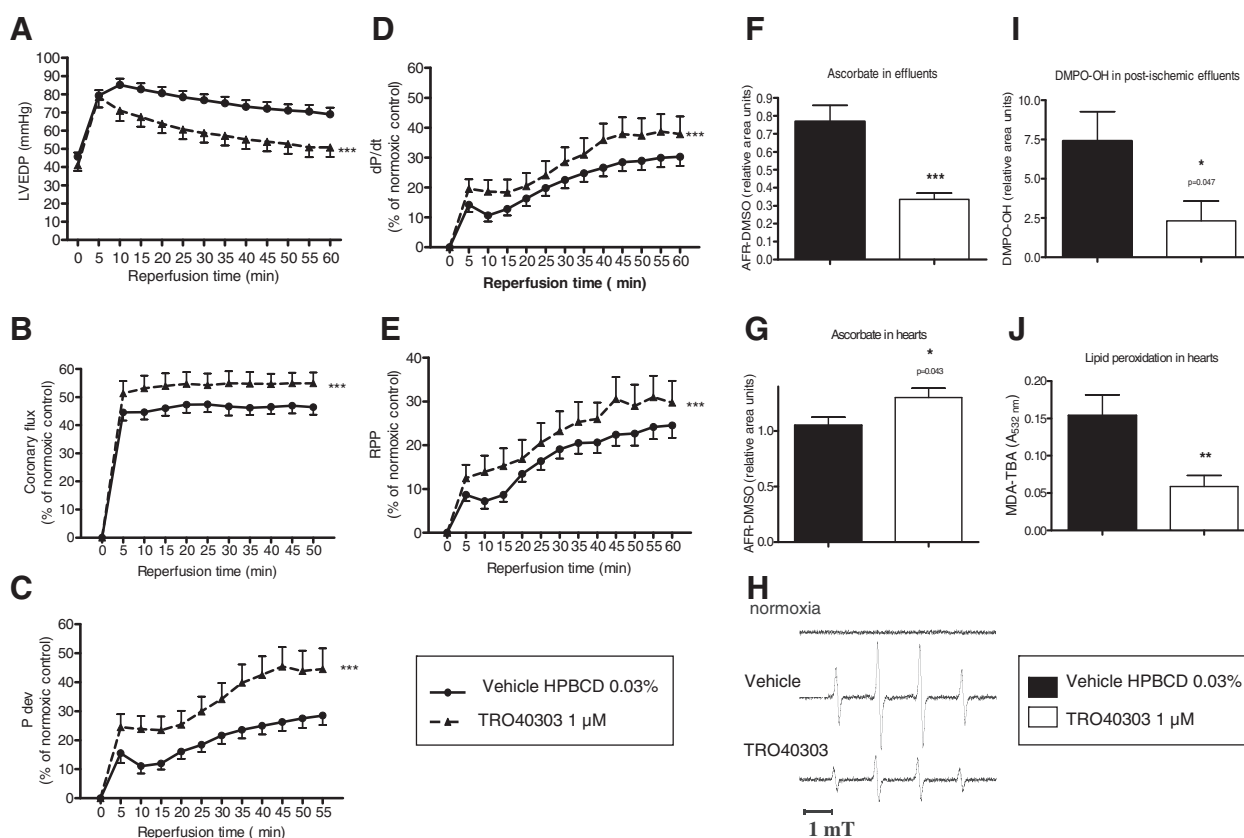 A
LVEDP (mmHg)
100
90
80
70
60
50
40
30
20
10
0
***
0 5 10 15 20 25 30 35 40 45 50 55 60
Reperfusion time (min)
D
dP/dt
(% of normoxic control)
60
50
40
30
20
10
0
***
0 5 10 15 20 25 30 35 40 45 50 55 60
Reperfusion time ( min)
F
Ascorbate in effluents
AFR-DMSO (relative area units)
0.9
0.8
0.7
0.6
0.5
0.4
0.3
0.2
0.1
0.0
***
I
DMPO-OH in post-ischemic effluents
DMPO-OH (relative area units)
10.0
7.5
5.0
2.5
0.0
*
p=0.047
B
Coronary flux
(% of normoxic control)
60
50
40
30
20
10
0
***
0 5 10 15 20 25 30 35 40 45 50
Reperfusion time (min)
E
RPP
(% of normoxic control)
40
30
20
10
0
***
0 5 10 15 20 25 30 35 40 45 50 55 60
Reperfusion time (min)
G
Ascorbate in hearts
AFR-DMSO (relative area units)
1.0
1.0
0.0
*
p=0.043
J
Lipid peroxidation in hearts
MDA-TBA (A532 nm)
0.20
0.15
0.10
0.05
0.00
**
C
P dev
(% of normoxic control)
60
50
40
30
20
10
0
***
0 5 10 15 20 25 30 35 40 45 50 55
Reperfusion time (min)
Vehicle HPBCD 0.03%
TRO40303 1 µM
H
normoxia
Vehicle
TRO40303
1 mT
Vehicle HPBCD 0.03%
TRO40303 1 µM